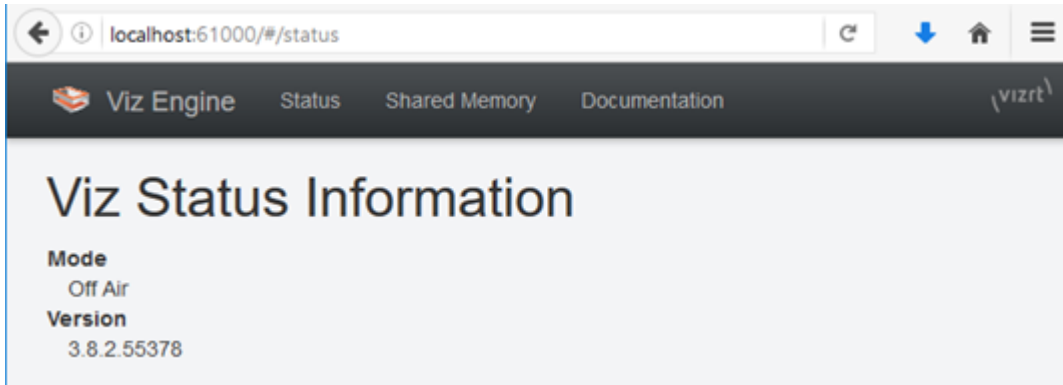 localhost:61000/#/status
Viz Engine Status Shared Memory Documentation vizrt
Viz Status Information
Mode
Off Air
Version
3.8.2.55378